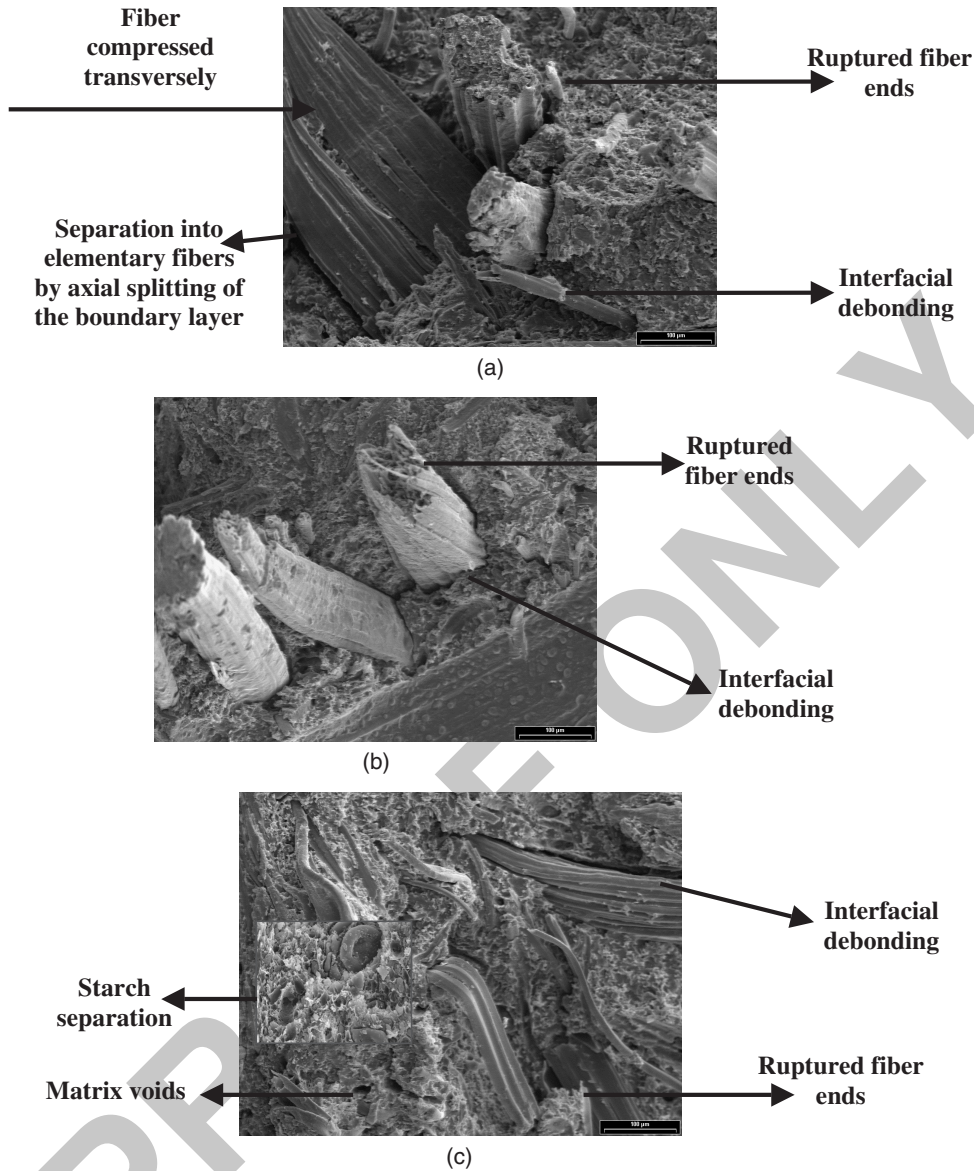 Fiber
compressed
transversely
Ruptured fiber
ends
Separation into
elementary fibers
by axial splitting of
the boundary layer
Interfacial
debonding
100 µm
(a)
Ruptured
fiber ends
Interfacial
debonding
100 µm
(b)
Interfacial
debonding
Starch
separation
Matrix voids
Ruptured fiber
ends
100 µm
(c)
ONLY